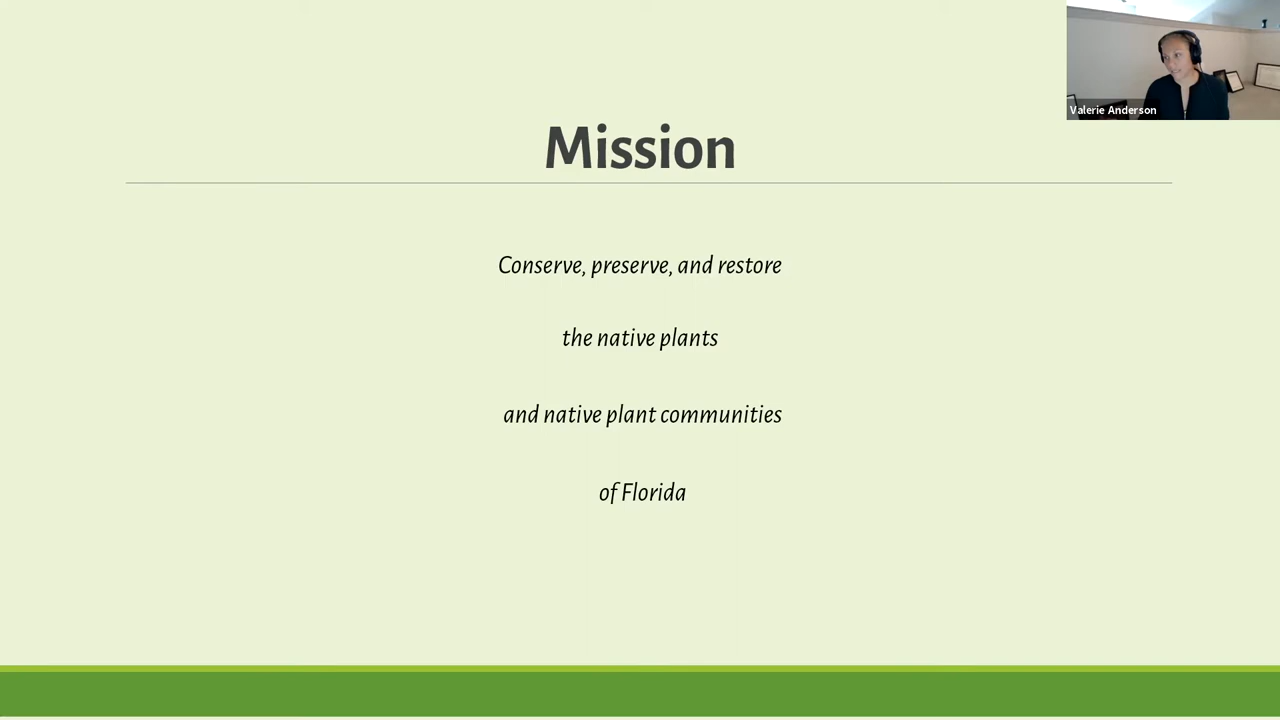 Valerie Anderson
Mission
Conserve, preserve, and restore
the native plants
and native plant communities
of Florida